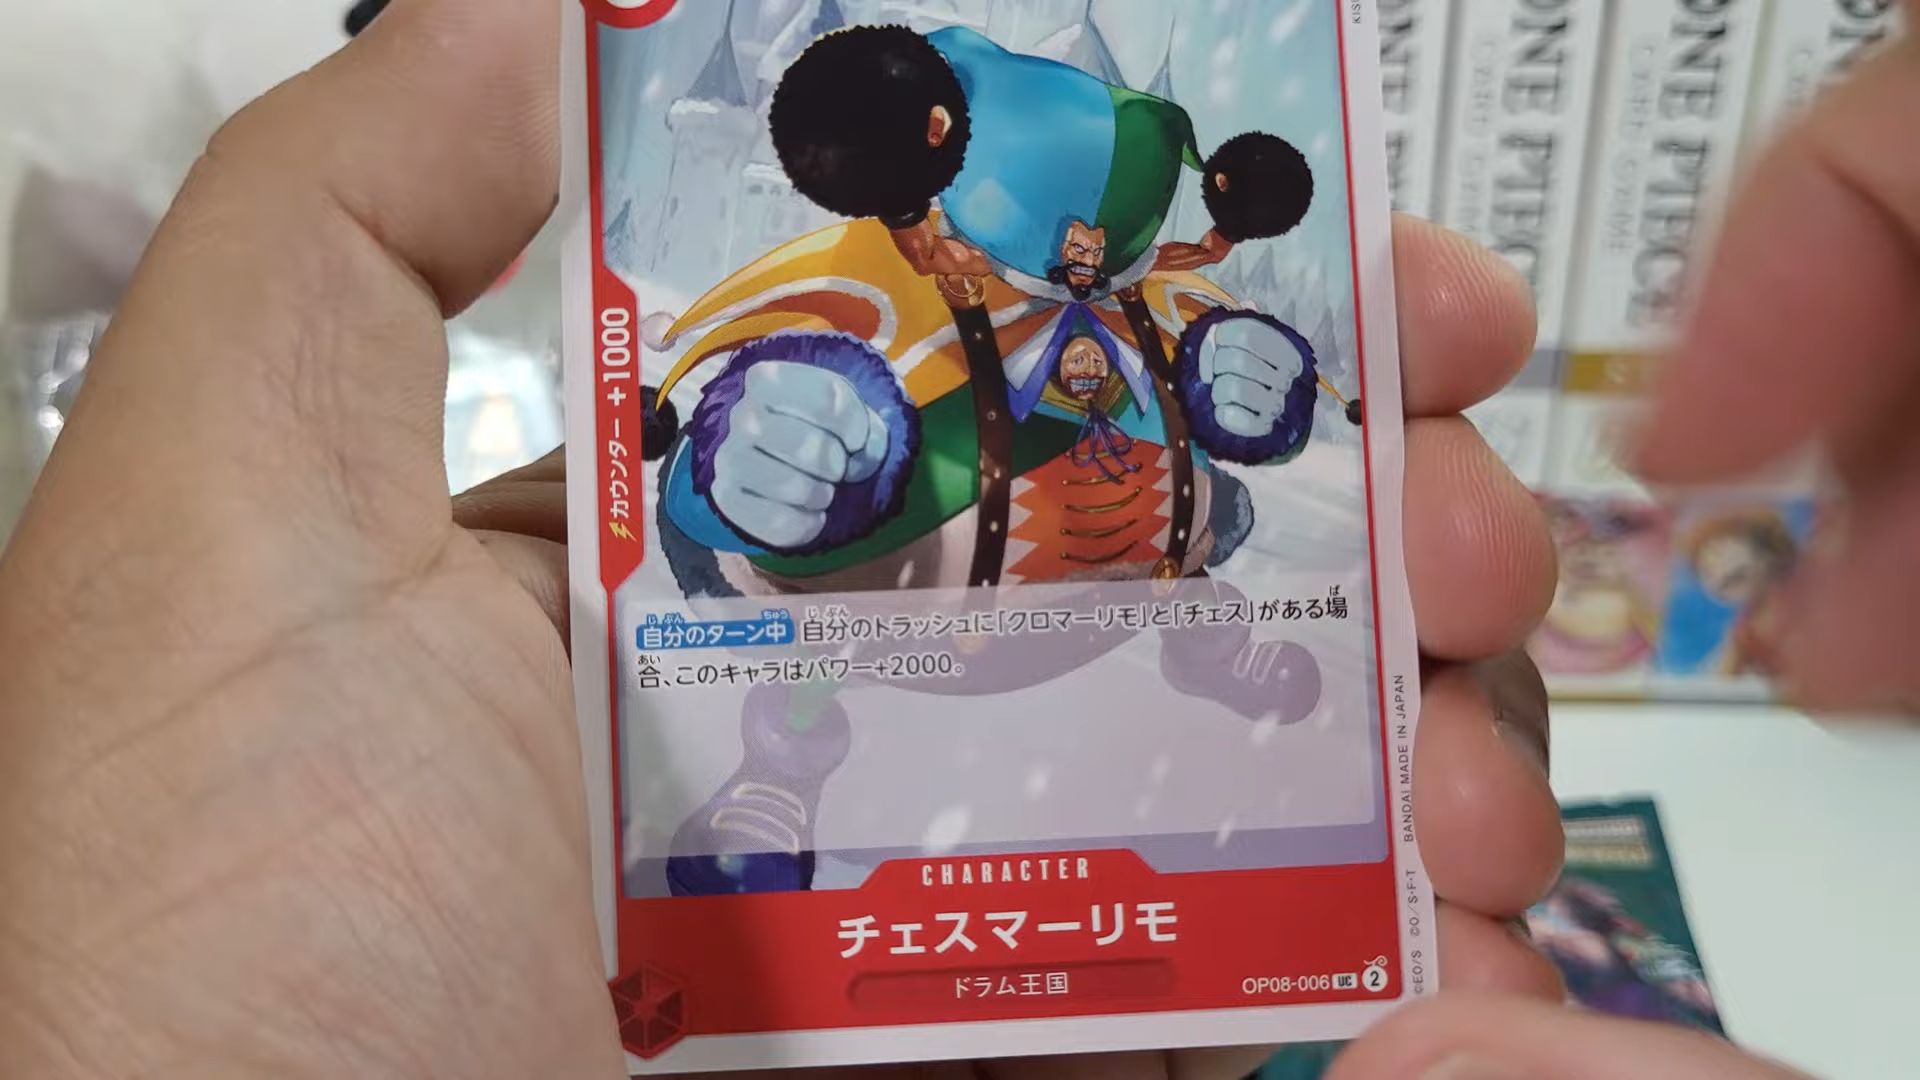 KIS
カウンター +1000
自分のターン中 自分のトラッシュに「クロマーリモ」と「チェス」がある場
合、このキャラはパワー+2000。
CHARACTER
チェスマーリモ
ドラム王国
OP08-006 UC 2
©EO/S ©O/S・F・T BANDAI MADE IN JAPAN
ONE PIECE
ONE PIECE